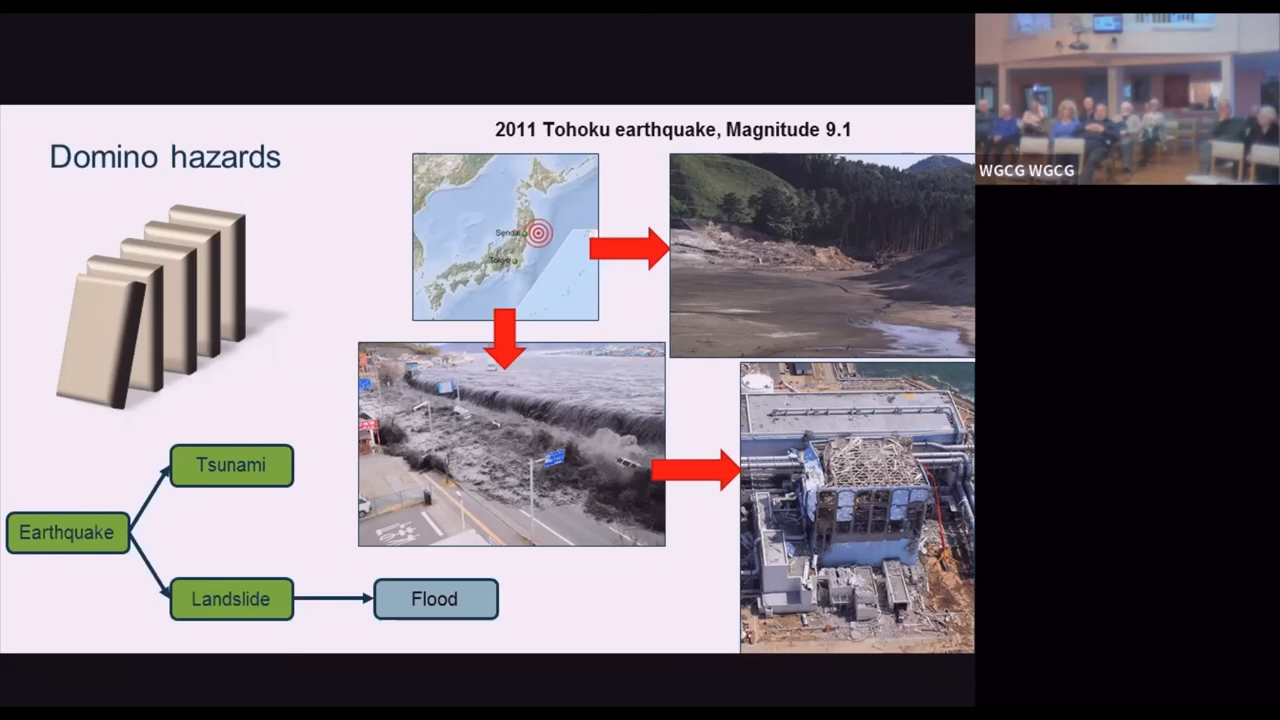 2011 Tohoku earthquake, Magnitude 9.1
Domino hazards
Sendai
Tokyo
Tsunami
Earthquake
Landslide
Flood
WGCG WGCG